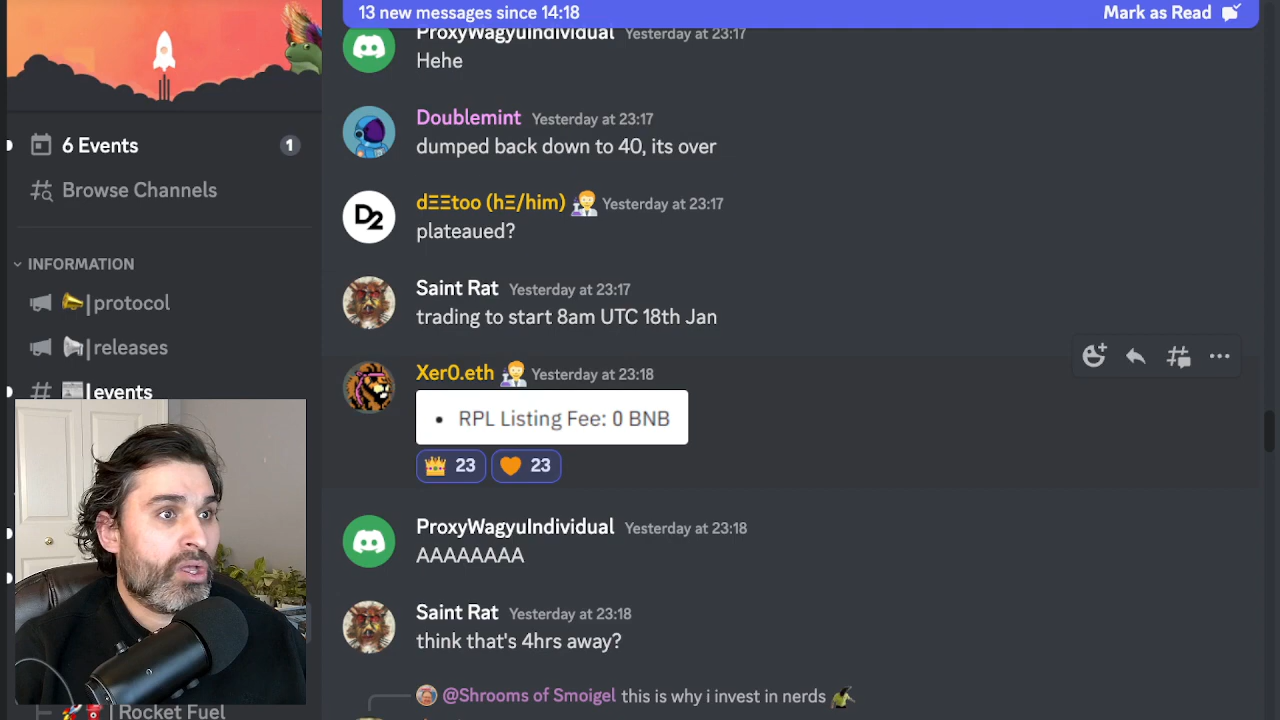 13 new messages since 14:18
Mark as Read
ProxyWagyuIndividual Yesterday at 23:17
Hehe
6 Events 1
Browse Channels
INFORMATION
protocol
releases
events
Rocket Fuel
Doublemint Yesterday at 23:17
dumped back down to 40, its over
D2
dΞΞtoo (hΞ/him) Yesterday at 23:17
plateaued?
Saint Rat Yesterday at 23:17
trading to start 8am UTC 18th Jan
Xer0.eth Yesterday at 23:18
• RPL Listing Fee: 0 BNB
23 23
ProxyWagyuIndividual Yesterday at 23:18
AAAAAAAA
Saint Rat Yesterday at 23:18
think that's 4hrs away?
@Shrooms of Smoigel this is why i invest in nerds